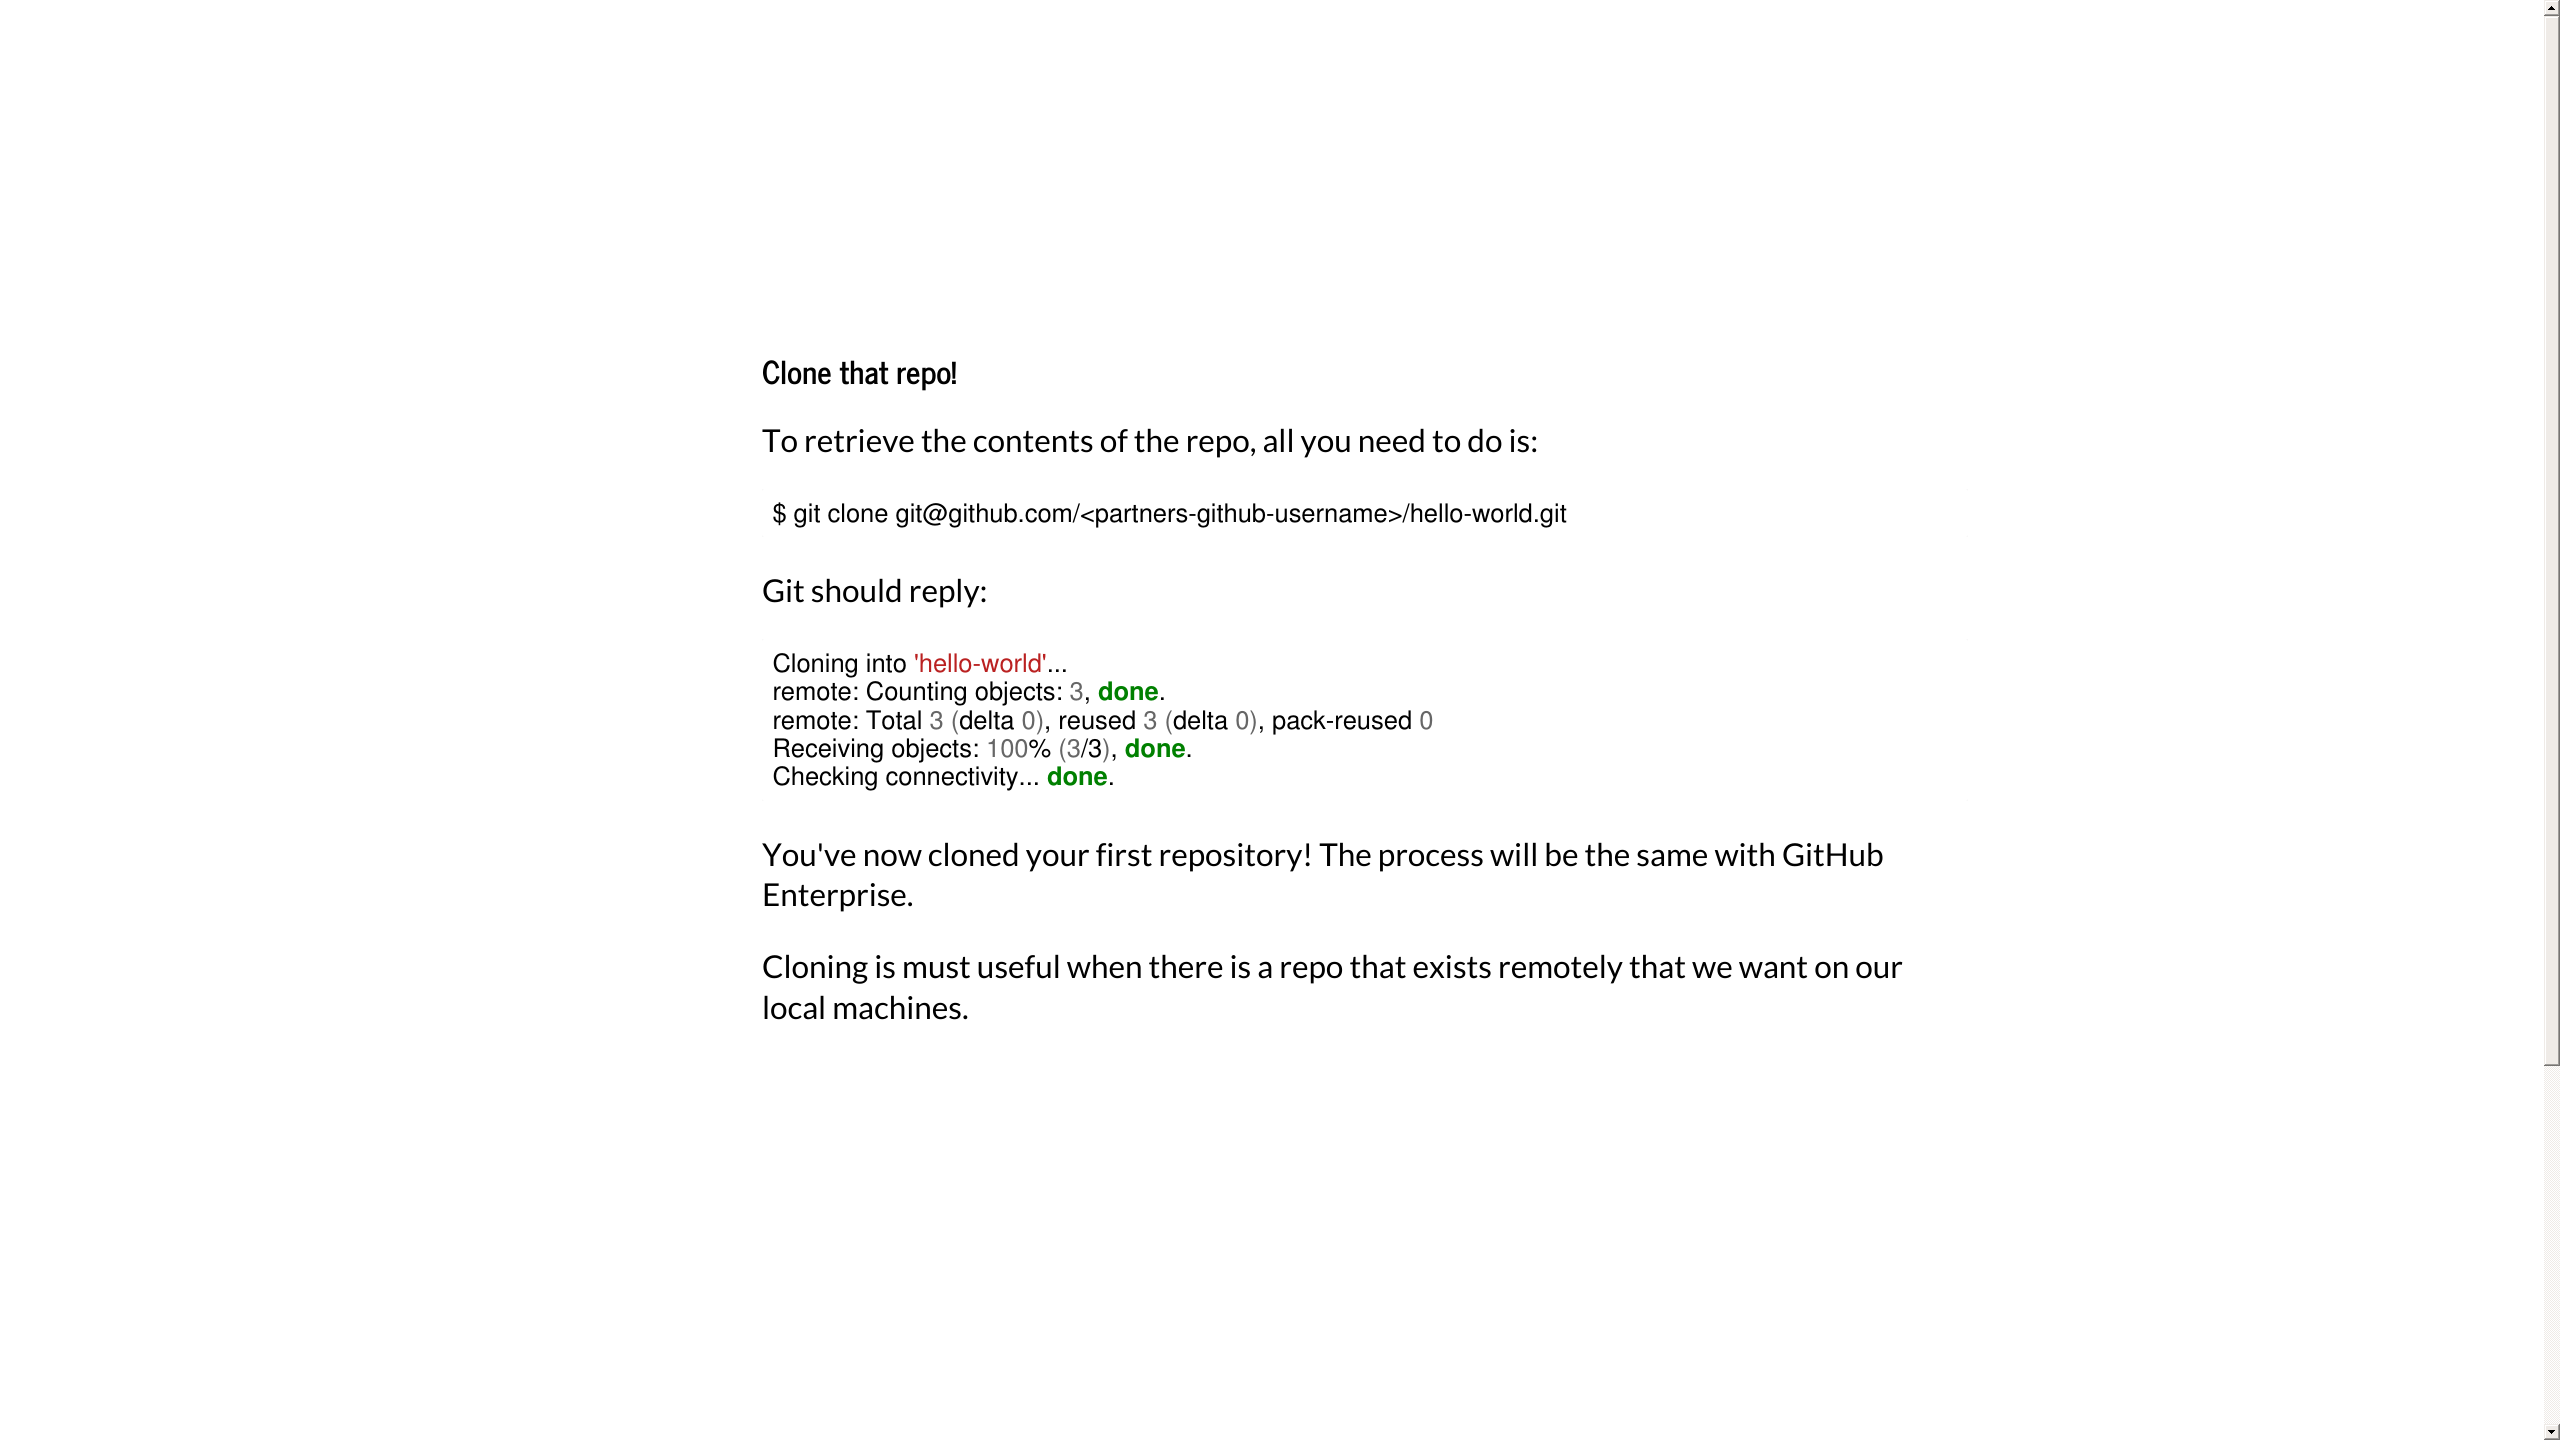 Clone that repo!
To retrieve the contents of the repo, all you need to do is:
$ git clone git@github.com/<partners-github-username>/hello-world.git
Git should reply:
Cloning into 'hello-world'...
remote: Counting objects: 3, done.
remote: Total 3 (delta 0), reused 3 (delta 0), pack-reused 0
Receiving objects: 100% (3/3), done.
Checking connectivity... done.
You've now cloned your first repository! The process will be the same with GitHub
Enterprise.
Cloning is must useful when there is a repo that exists remotely that we want on our
local machines.